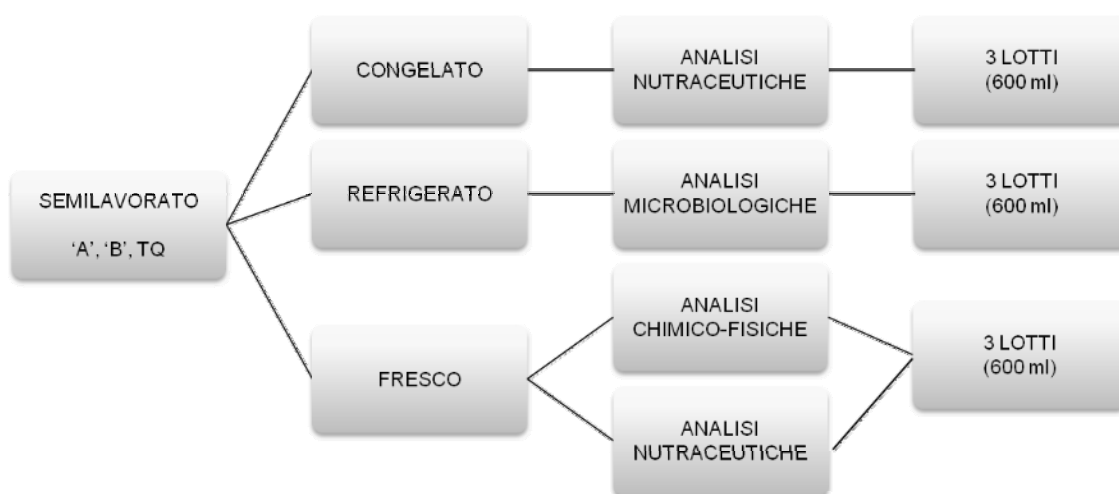 SEMILAVORATO
‘A’, ‘B’, TQ
CONGELATO
ANALISI
NUTRACEUTICHE
3 LOTTI
(600 ml)
REFRIGERATO
ANALISI
MICROBIOLOGICHE
3 LOTTI
(600 ml)
FRESCO
ANALISI
CHIMICO-FISICHE
ANALISI
NUTRACEUTICHE
3 LOTTI
(600 ml)